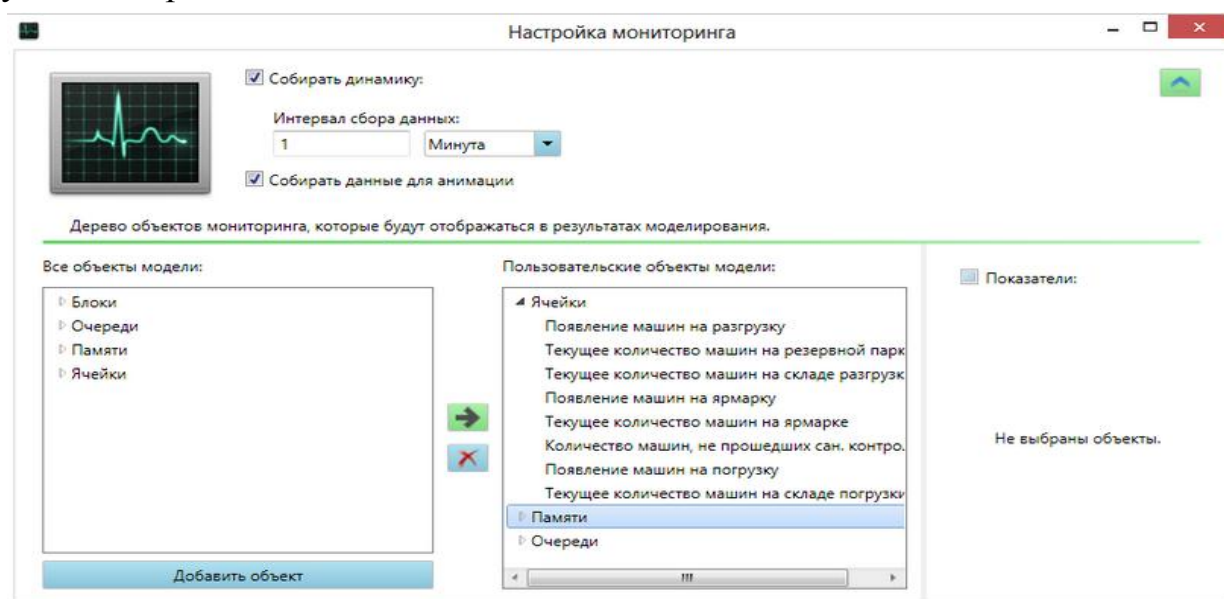 Настройка мониторинга
Собирать динамику:
Интервал сбора данных:
1 Минута
Собирать данные для анимации
Дерево объектов мониторинга, которые будут отображаться в результатах моделирования.
Все объекты модели:
Блоки
Очереди
Памяти
Ячейки
Добавить объект
Пользовательские объекты модели:
Ячейки
Появление машин на разгрузку
Текущее количество машин на резервной парк
Текущее количество машин на складе разгрузк
Появление машин на ярмарку
Текущее количество машин на ярмарке
Количество машин, не прошедших сан. контро.
Появление машин на погрузку
Текущее количество машин на складе погрузки
Памяти
Очереди
Показатели:
Не выбраны объекты.